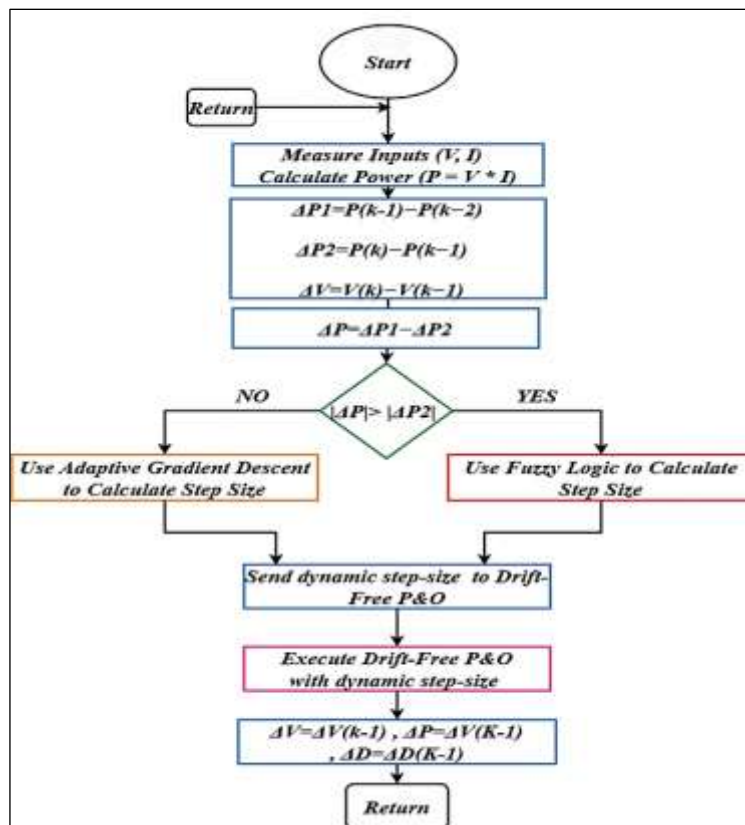 Start
Return
Measure Inputs (V, I)
Calculate Power (P = V * I)
ΔP1=P(k-1)−P(k−2)
ΔP2=P(k)−P(k−1)
ΔV=V(k)−V(k−1)
ΔP=ΔP1−ΔP2
NO
|ΔP|> |ΔP2|
YES
Use Adaptive Gradient Descent
to Calculate Step Size
Use Fuzzy Logic to Calculate
Step Size
Send dynamic step-size to Drift-
Free P&O
Execute Drift-Free P&O
with dynamic step-size
ΔV=ΔV(k-1) , ΔP=ΔV(K-1)
, ΔD=ΔD(K-1)
Return